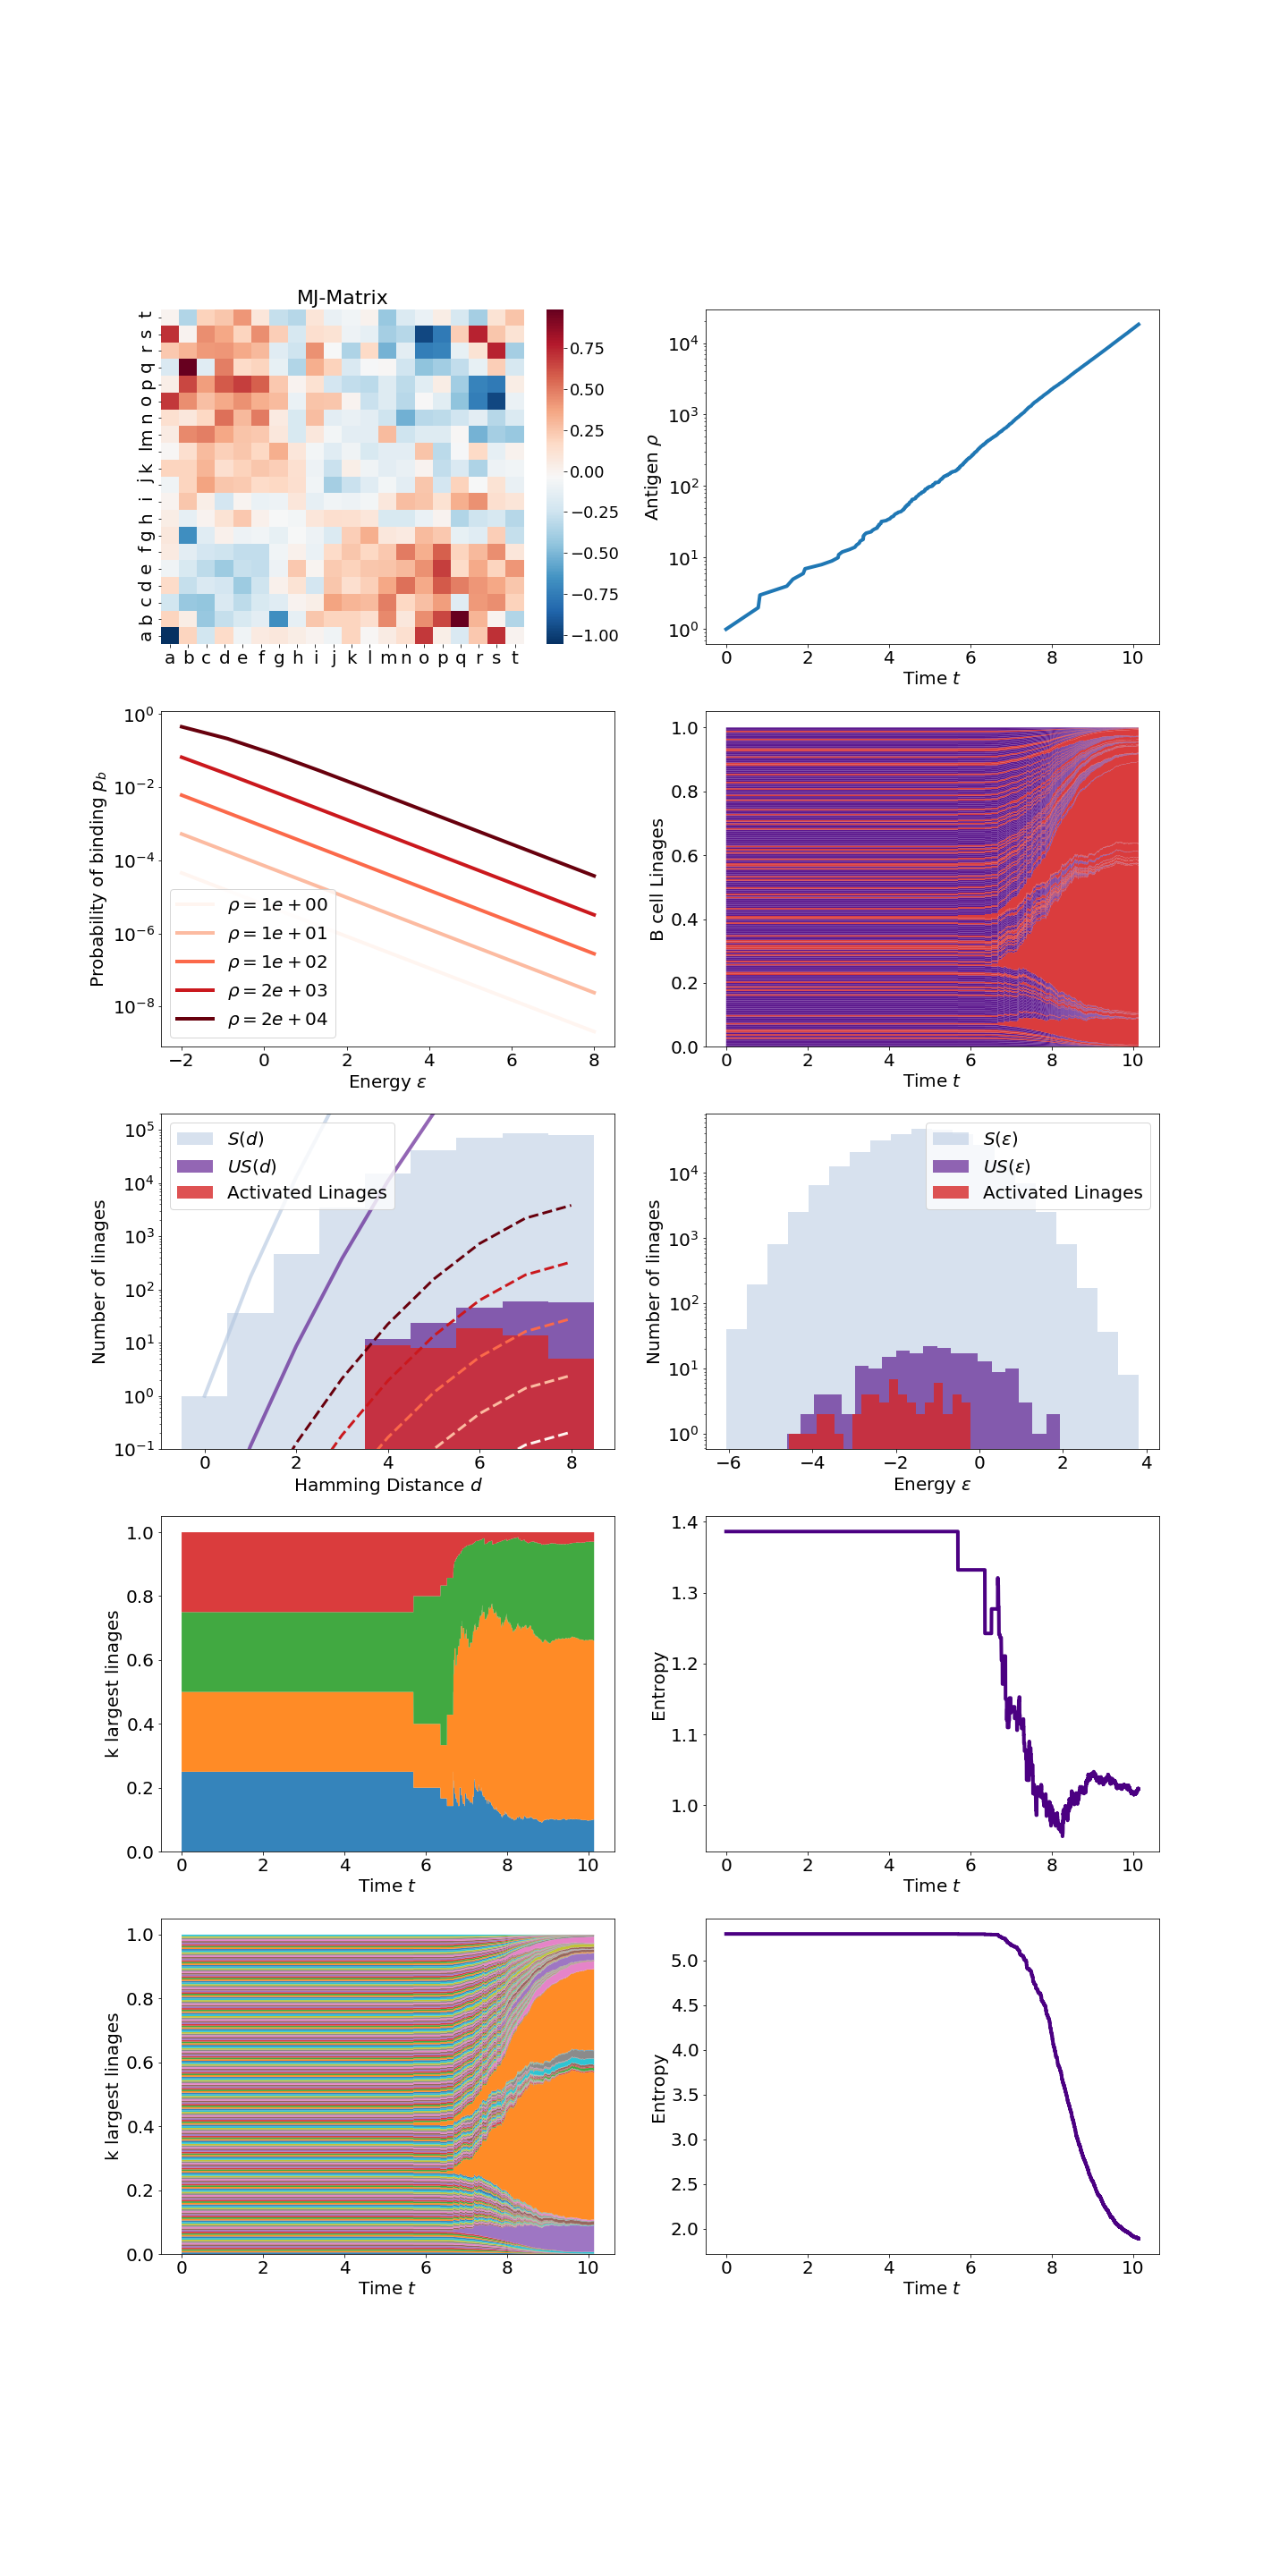 MJ-Matrix
t
s
r
q
p
o
n
m
l
k
j
i
h
g
f
e
d
c
b
a
a b c d e f g h i j k l m n o p q r s t
0.75
0.50
0.25
0.00
−0.25
−0.50
−0.75
−1.00
Antigen ρ
10⁴
10³
10²
10¹
10⁰
0 2 4 6 8 10
Time t
Probability of binding p_b
10⁰
10⁻²
10⁻⁴
10⁻⁶
10⁻⁸
ρ = 1e + 00
ρ = 1e + 01
ρ = 1e + 02
ρ = 2e + 03
ρ = 2e + 04
−2 0 2 4 6 8
Energy ε
B cell Linages
1.0
0.8
0.6
0.4
0.2
0.0
0 2 4 6 8 10
Time t
Number of linages
10⁵
10⁴
10³
10²
10¹
10⁰
10⁻¹
S(d)
US(d)
Activated Linages
0 2 4 6 8
Hamming Distance d
Number of linages
10⁴
10³
10²
10¹
10⁰
S(ε)
US(ε)
Activated Linages
−6 −4 −2 0 2 4
Energy ε
k largest linages
1.0
0.8
0.6
0.4
0.2
0.0
0 2 4 6 8 10
Time t
Entropy
1.4
1.3
1.2
1.1
1.0
0 2 4 6 8 10
Time t
k largest linages
1.0
0.8
0.6
0.4
0.2
0.0
0 2 4 6 8 10
Time t
Entropy
5.0
4.5
4.0
3.5
3.0
2.5
2.0
0 2 4 6 8 10
Time t